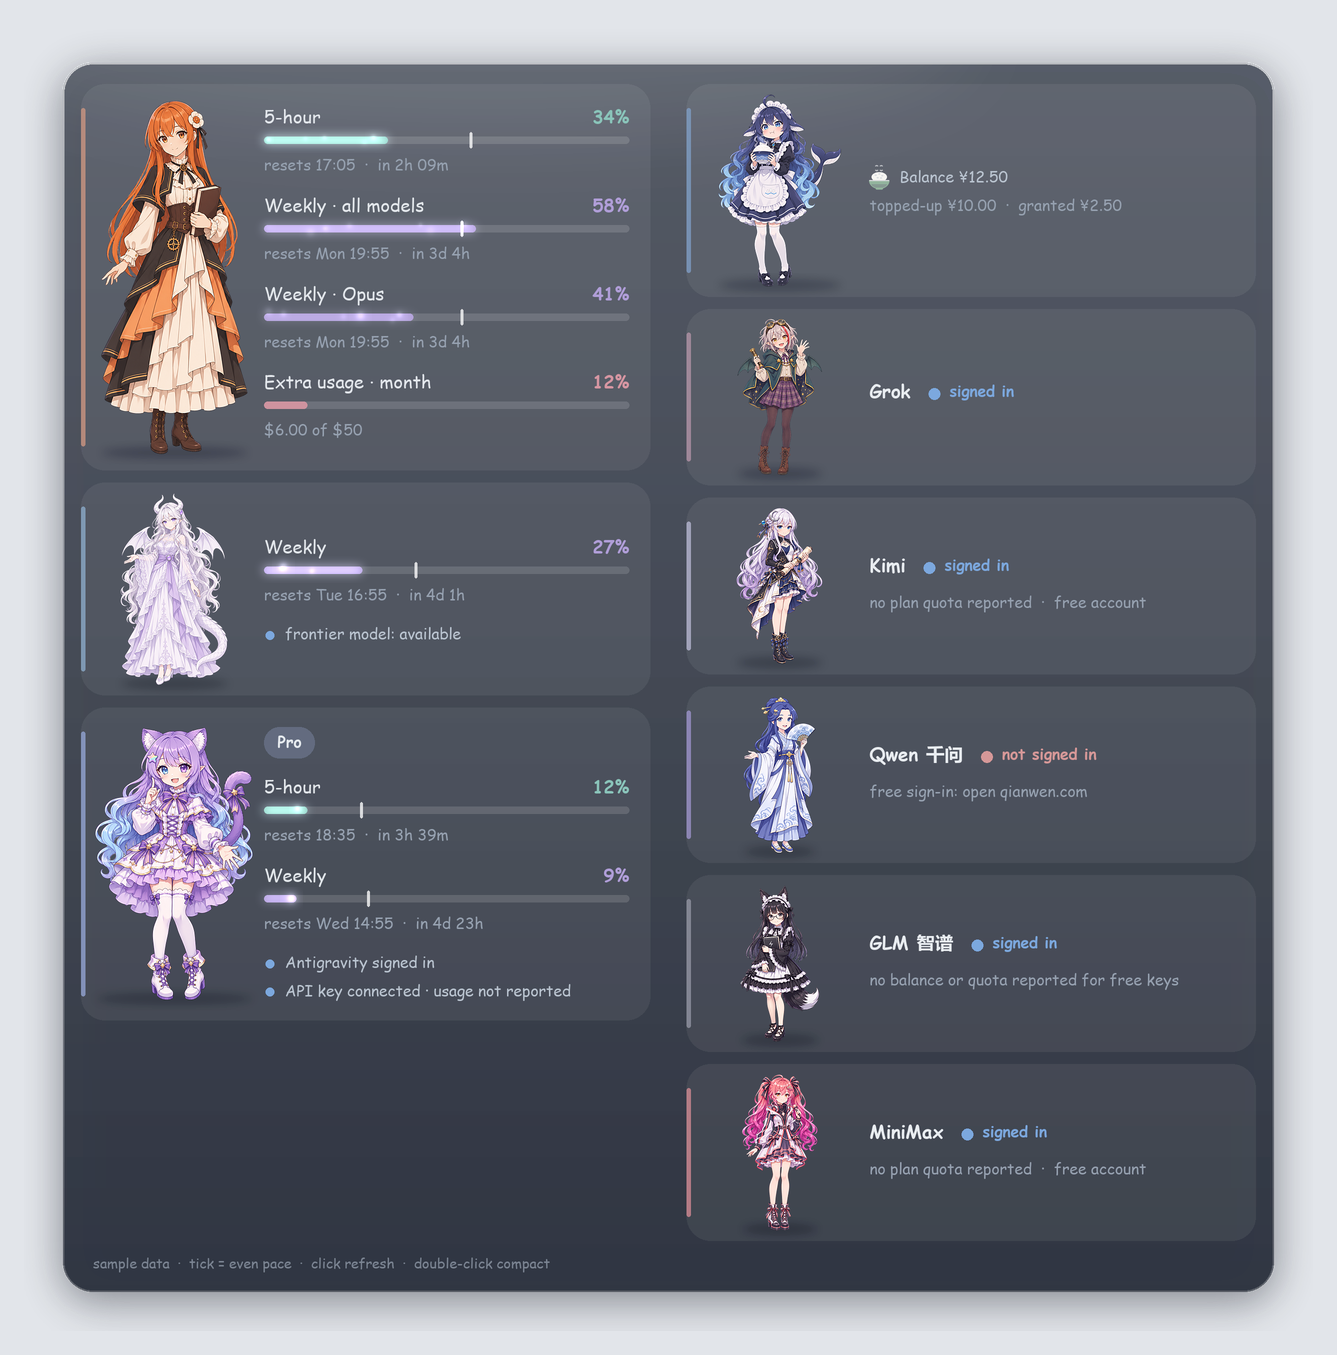 5-hour 34%
resets 17:05 · in 2h 09m
Weekly · all models 58%
resets Mon 19:55 · in 3d 4h
Weekly · Opus 41%
resets Mon 19:55 · in 3d 4h
Extra usage · month 12%
$6.00 of $50
Weekly 27%
resets Tue 16:55 · in 4d 1h
frontier model: available
Pro
5-hour 12%
resets 18:35 · in 3h 39m
Weekly 9%
resets Wed 14:55 · in 4d 23h
Antigravity signed in
API key connected · usage not reported
Balance ¥12.50
topped-up ¥10.00 · granted ¥2.50
Grok signed in
Kimi signed in
no plan quota reported · free account
Qwen 千问 not signed in
free sign-in: open qianwen.com
GLM 智谱 signed in
no balance or quota reported for free keys
MiniMax signed in
no plan quota reported · free account
sample data · tick = even pace · click refresh · double-click compact